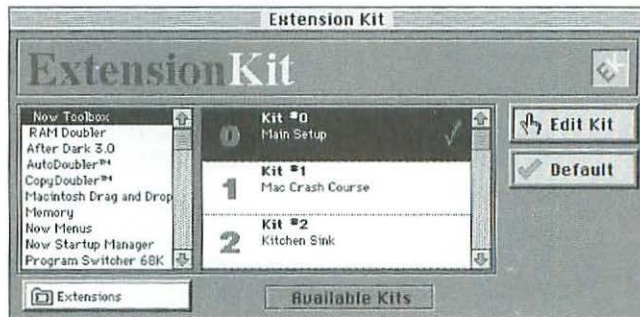 Extension Kit
ExtensionKit
Now Toolbox
RAM Doubler
After Dark 3.0
AutoDoubler™
CopyDoubler™
Macintosh Drag and Drop
Memory
Now Menus
Now Startup Manager
Program Switcher 68K
Extensions
0
Kit #0
Main Setup
1
Kit #1
Mac Crash Course
2
Kit #2
Kitchen Sink
Available Kits
Edit Kit
Default